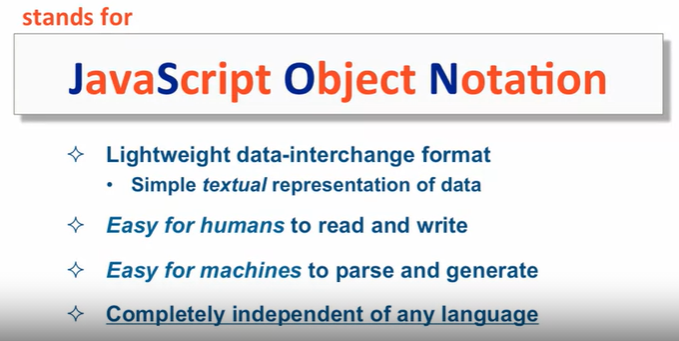 stands for
JavaScript Object Notation
✧ Lightweight data-interchange format
• Simple textual representation of data
✧ Easy for humans to read and write
✧ Easy for machines to parse and generate
✧ Completely independent of any language